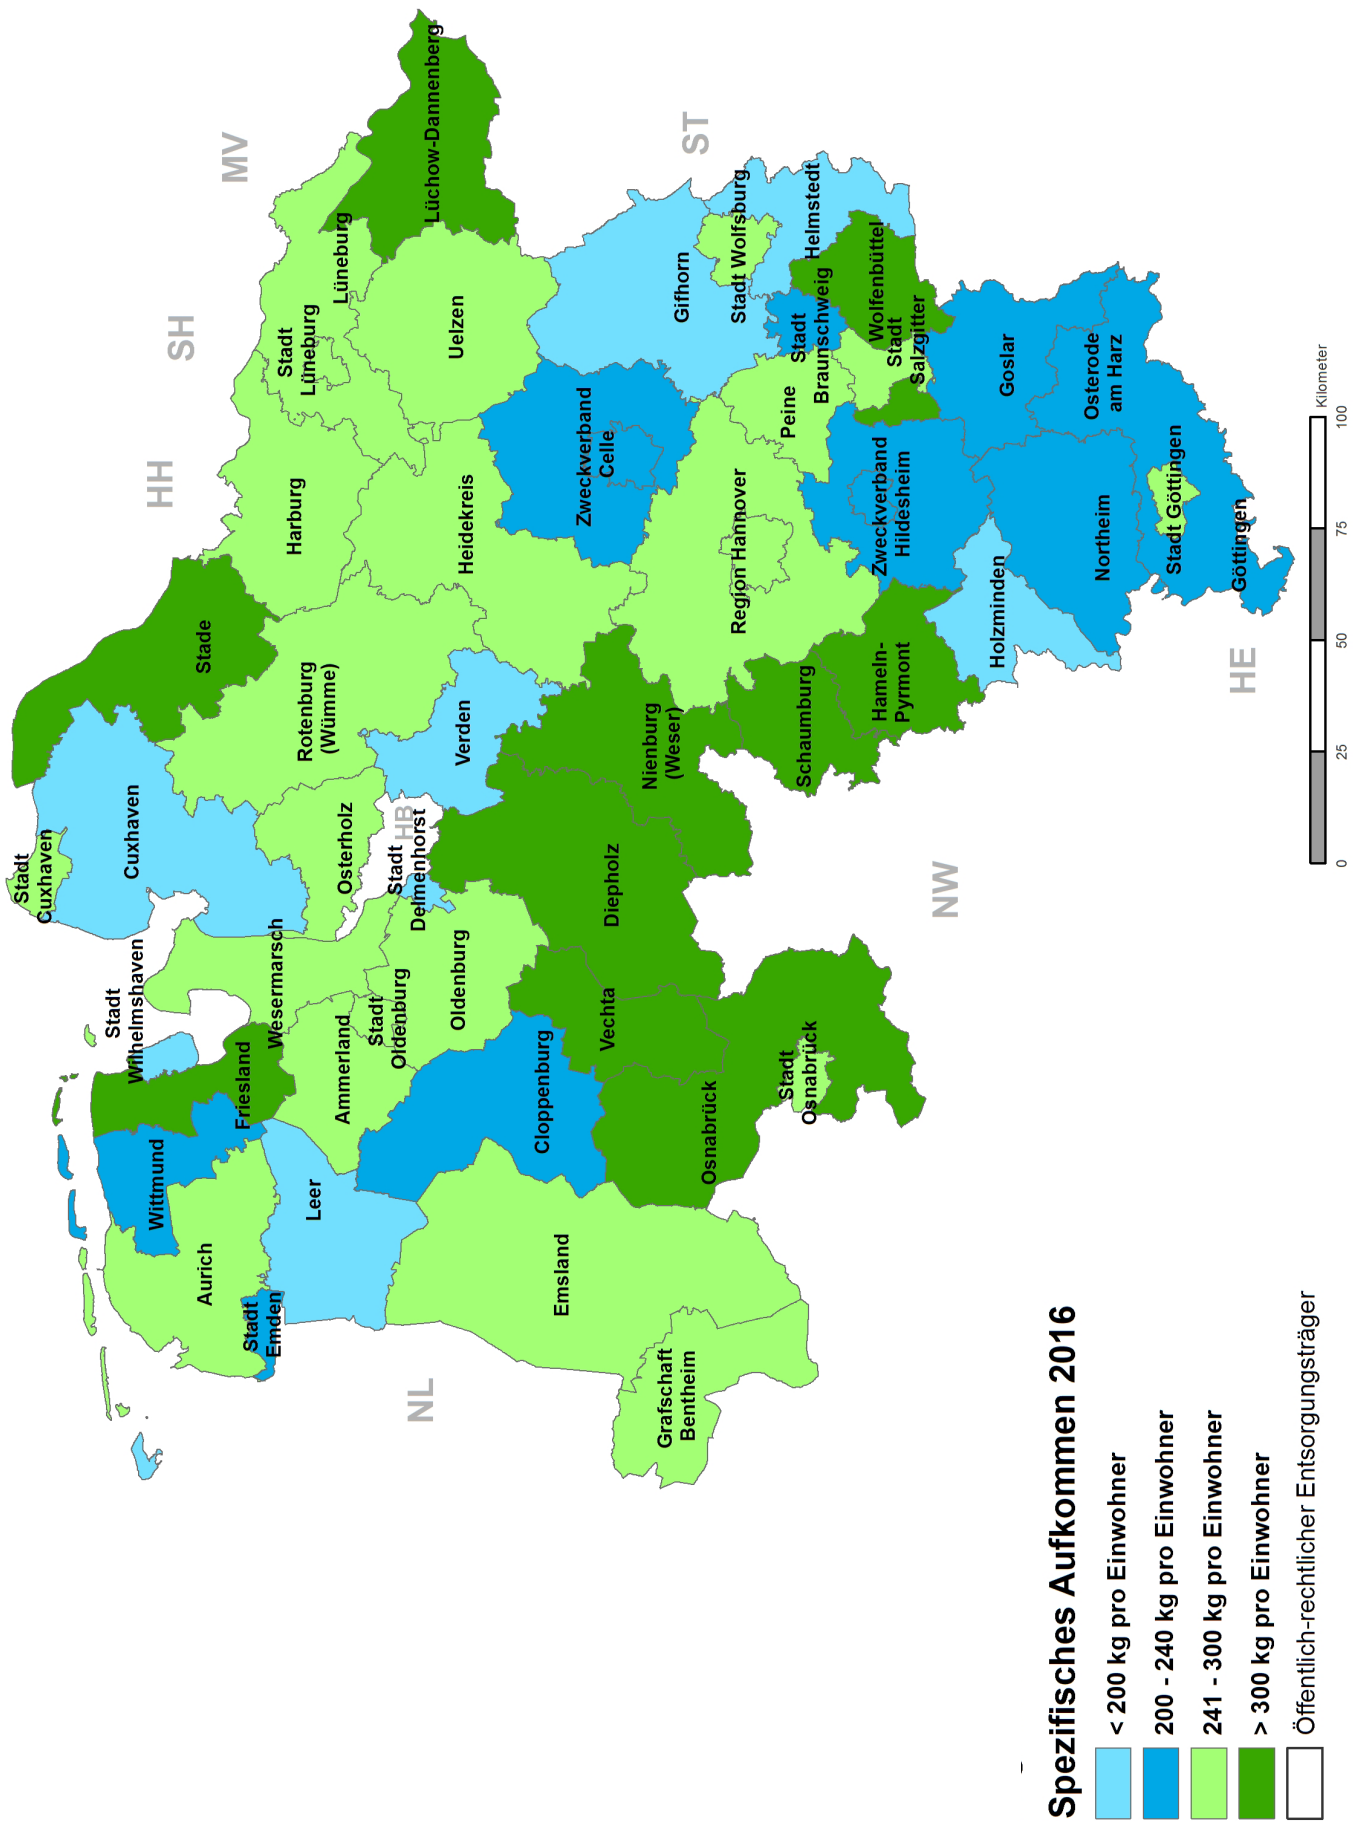 MV
SH
HH
ST
HE
NW
NL
HB
Stadt
Cuxhaven
Cuxhaven
Stade
Stadt
Wilhelmshaven
Wittmund
Friesland
Aurich
Stadt
Emden
Leer
Wesermarsch
Ammerland
Stadt
Oldenburg
Oldenburg
Stadt
Delmenhorst
Osterholz
Rotenburg
(Wümme)
Verden
Harburg
Stadt
Lüneburg
Lüneburg
Lüchow-Dannenberg
Uelzen
Heidekreis
Zweckverband
Celle
Gifhorn
Stadt Wolfsburg
Helmstedt
Wolfenbüttel
Stadt
Braunschweig
Stadt
Salzgitter
Peine
Region Hannover
Zweckverband
Hildesheim
Goslar
Osterode
am Harz
Northeim
Stadt Göttingen
Göttingen
Holzminden
Hameln-
Pyrmont
Schaumburg
Nienburg
(Weser)
Diepholz
Vechta
Cloppenburg
Osnabrück
Stadt
Osnabrück
Emsland
Grafschaft
Bentheim
Spezifisches Aufkommen 2016
< 200 kg pro Einwohner
200 - 240 kg pro Einwohner
241 - 300 kg pro Einwohner
> 300 kg pro Einwohner
Öffentlich-rechtlicher Entsorgungsträger
0 25 50 75 100
Kilometer